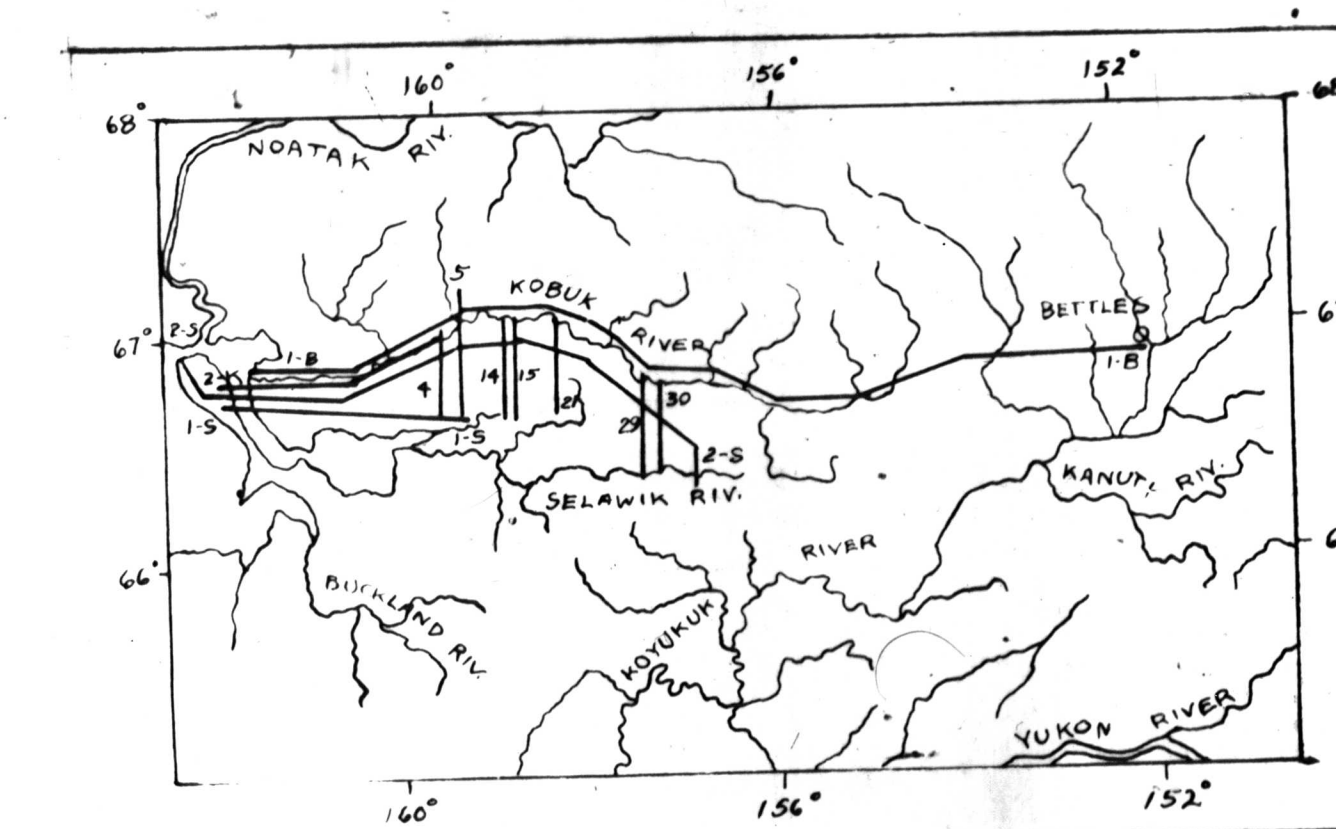 160°
156°
152°
68°
68
NOATAK RIV.
5
KOBUK
BETTLES
2-S
67°
RIVER
1-B
1-B
2-K
4
14
15
21
30
29
1-S
1-S
2-S
SELAWIK RIV.
KANUTI RIV.
RIVER
66°
6
BUCKLAND RIV.
KOYUKUK
YUKON RIVER
160°
156°
152°